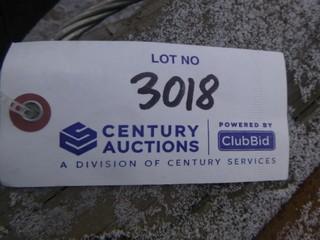 LOT NO
3018
CENTURY AUCTIONS
POWERED BY
ClubBid
A DIVISION OF CENTURY SERVICES